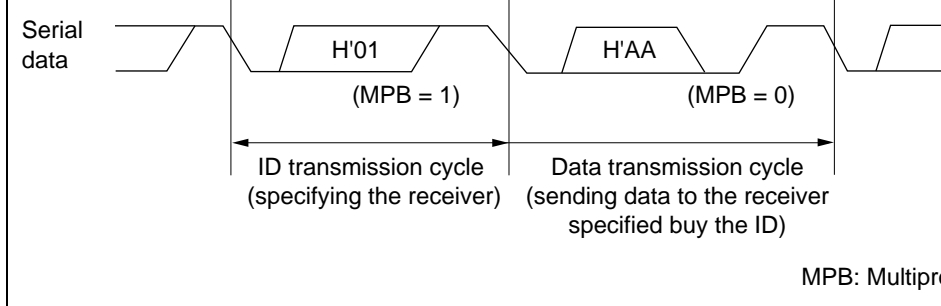 Serial
data
H'01
H'AA
(MPB = 1)
(MPB = 0)
ID transmission cycle
(specifying the receiver)
Data transmission cycle
(sending data to the receiver
specified buy the ID)
MPB: Multipro